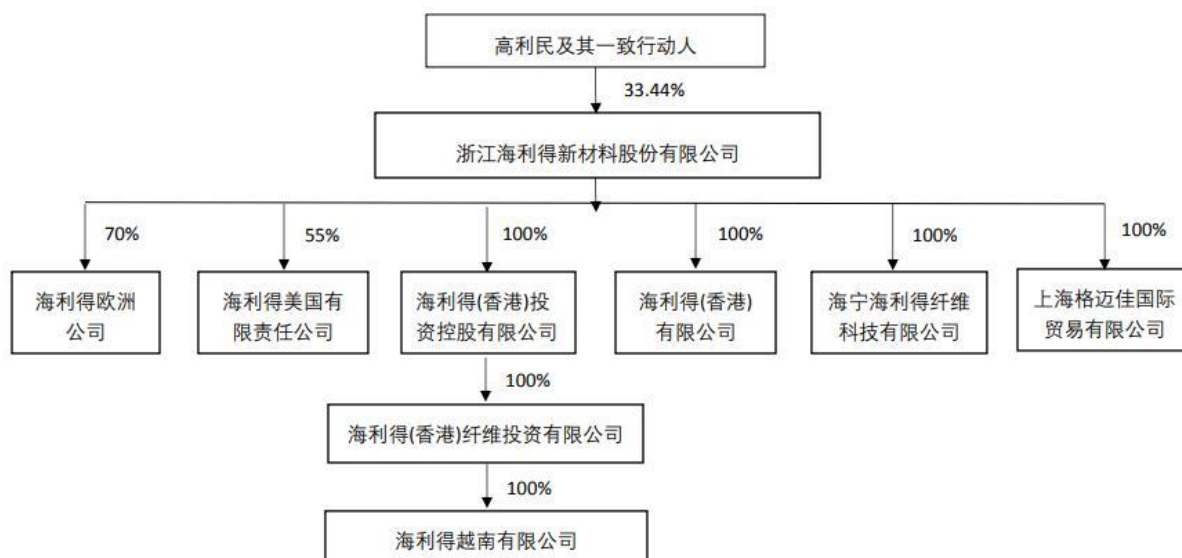 高利民及其一致行动人
33.44%
浙江海利得新材料股份有限公司
70%
55%
100%
100%
100%
100%
海利得欧洲
公司
海利得美国有
限责任公司
海利得(香港)投
资控股有限公司
海利得(香港)
有限公司
海宁海利得纤维
科技有限公司
上海格迈佳国际
贸易有限公司
100%
海利得(香港)纤维投资有限公司
100%
海利得越南有限公司